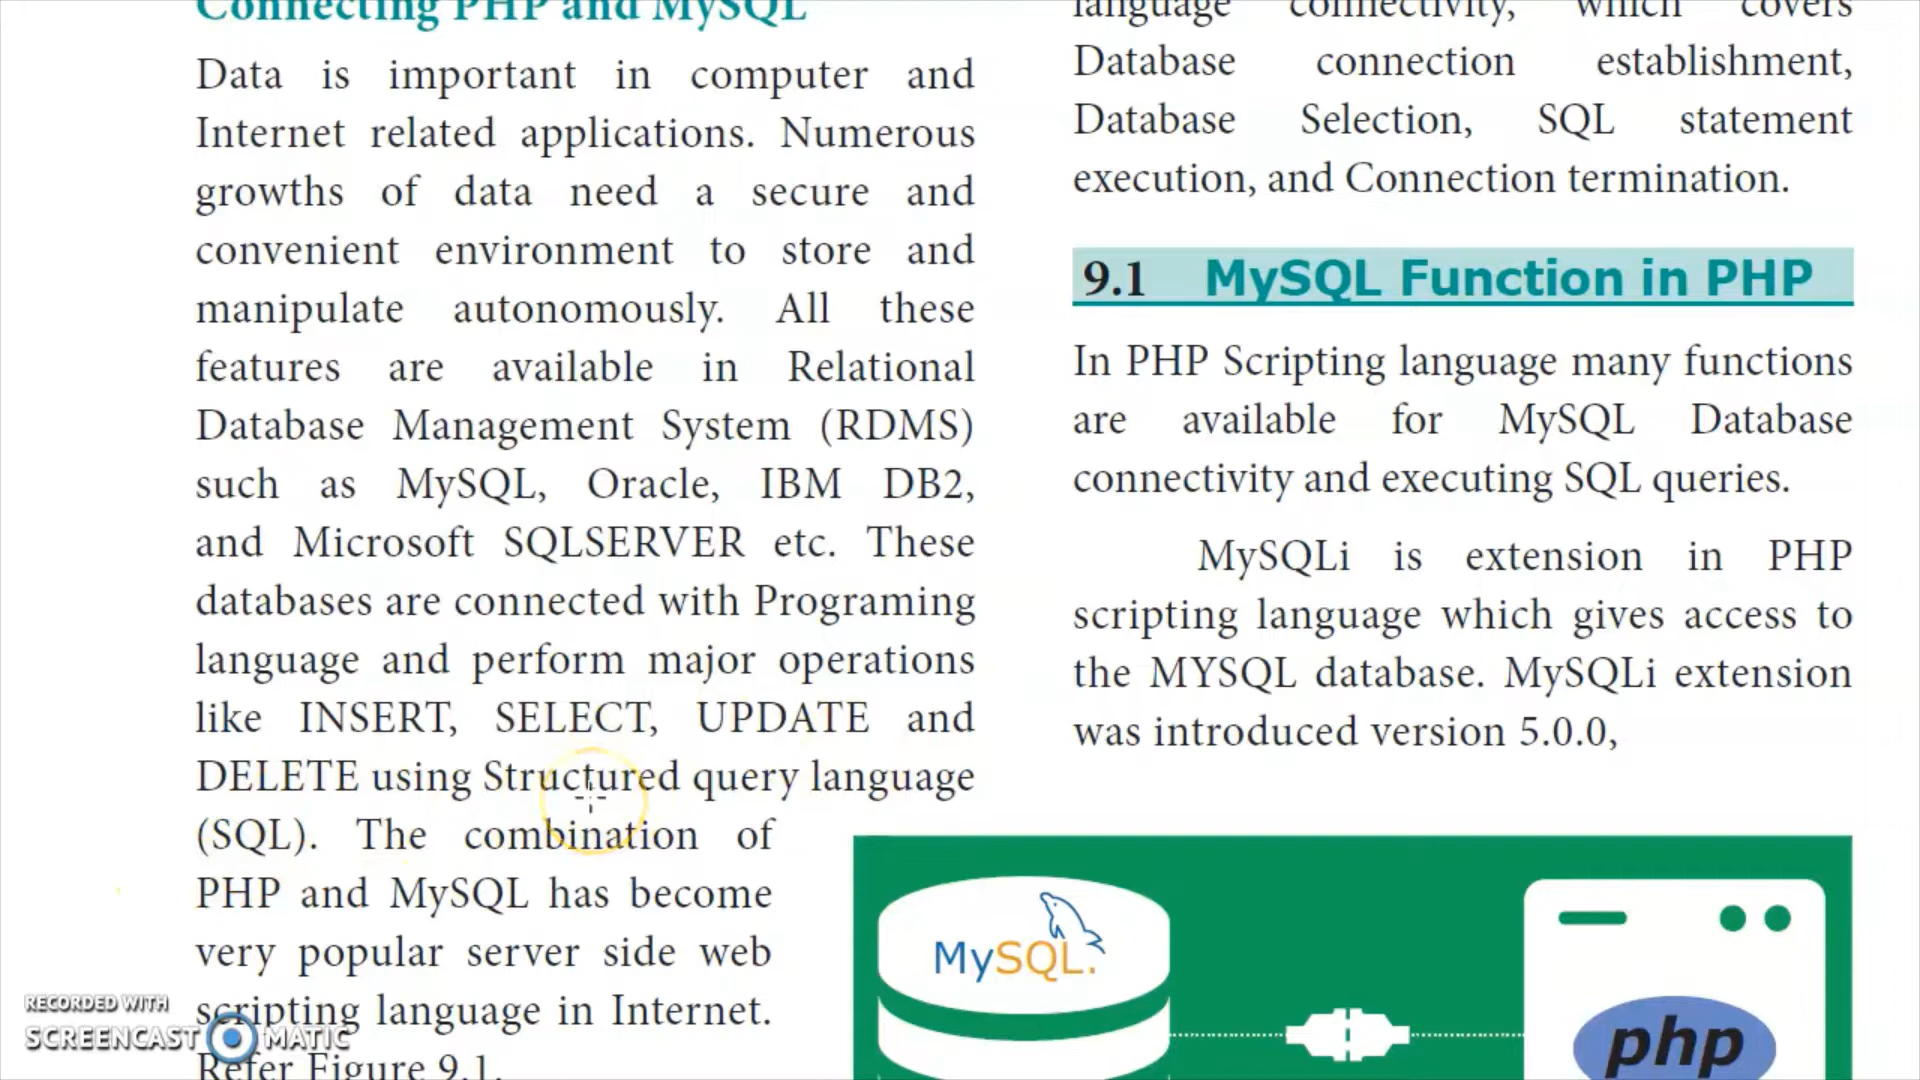 Connecting PHP and MySQL
Data is important in computer and
Internet related applications. Numerous
growths of data need a secure and
convenient environment to store and
manipulate autonomously. All these
features are available in Relational
Database Management System (RDMS)
such as MySQL, Oracle, IBM DB2,
and Microsoft SQLSERVER etc. These
databases are connected with Programing
language and perform major operations
like INSERT, SELECT, UPDATE and
DELETE using Structured query language
(SQL). The combination of
PHP and MySQL has become
very popular server side web
scripting language in Internet.
Refer Figure 9.1.
language connectivity, which covers
Database connection establishment,
Database Selection, SQL statement
execution, and Connection termination.
9.1 MySQL Function in PHP
In PHP Scripting language many functions
are available for MySQL Database
connectivity and executing SQL queries.
MySQLi is extension in PHP
scripting language which gives access to
the MYSQL database. MySQLi extension
was introduced version 5.0.0,
MySQL.
php
RECORDED WITH
SCREENCAST MATIC